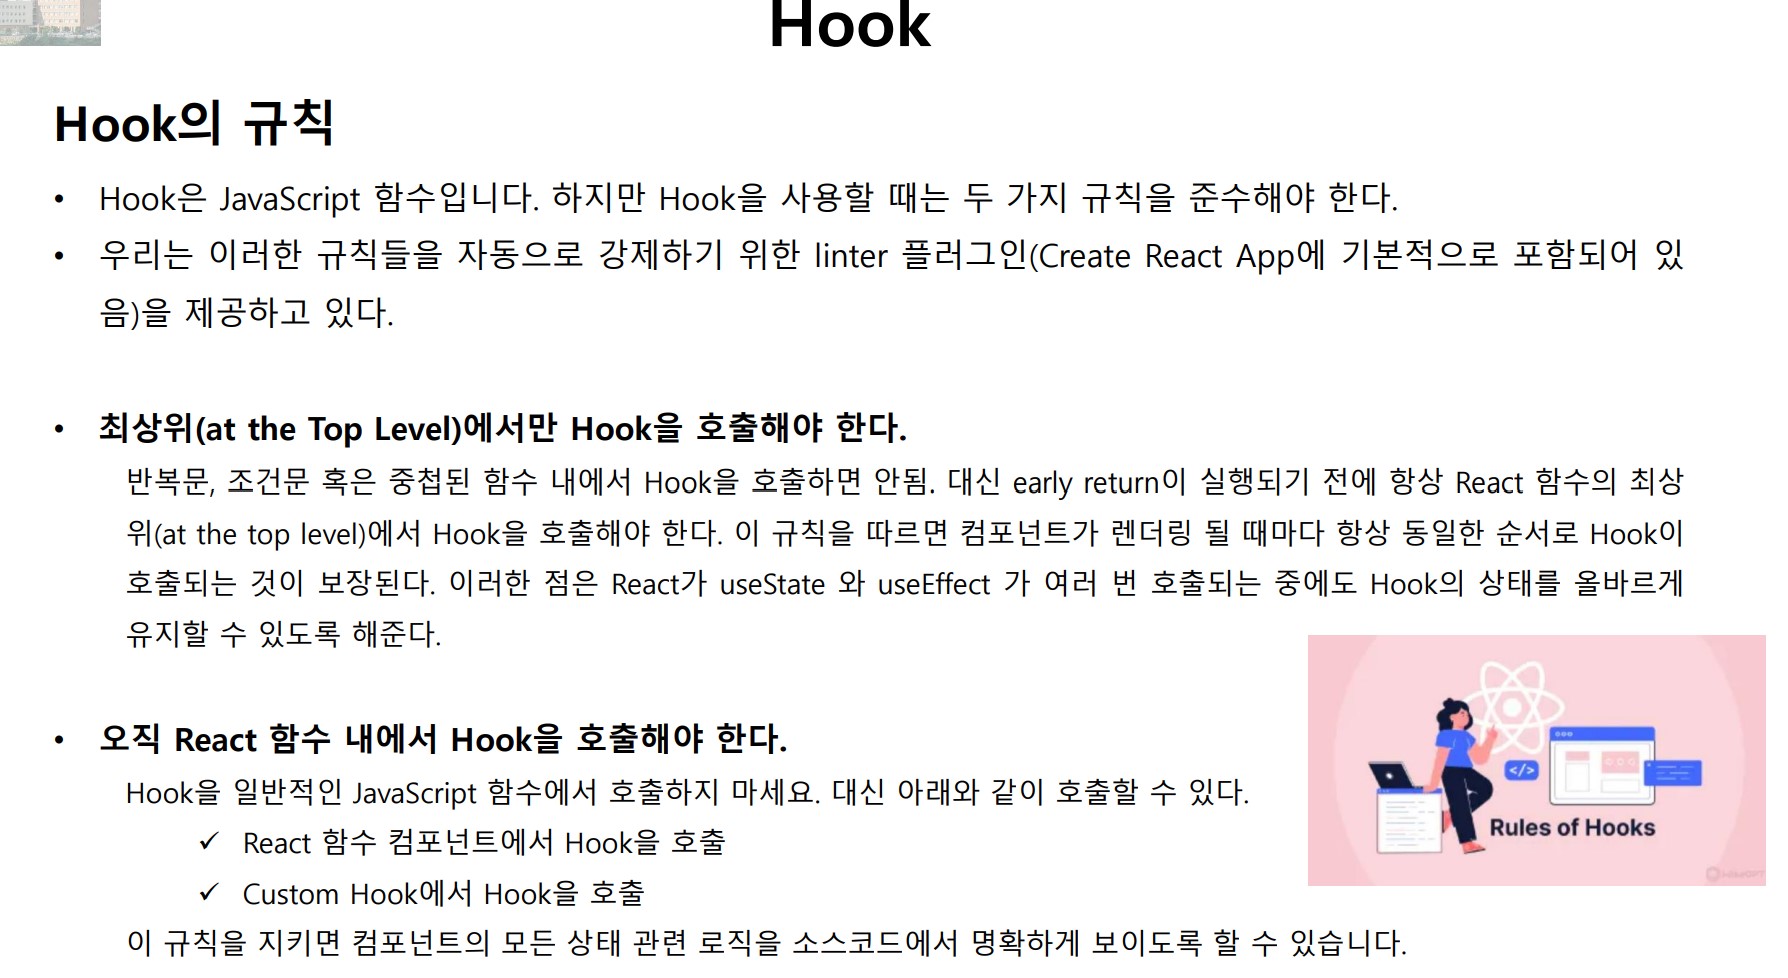 Hook
Hook의 규칙
• Hook은 JavaScript 함수입니다. 하지만 Hook을 사용할 때는 두 가지 규칙을 준수해야 한다.
• 우리는 이러한 규칙들을 자동으로 강제하기 위한 linter 플러그인(Create React App에 기본적으로 포함되어 있
음)을 제공하고 있다.
• 최상위(at the Top Level)에서만 Hook을 호출해야 한다.
반복문, 조건문 혹은 중첩된 함수 내에서 Hook을 호출하면 안됨. 대신 early return이 실행되기 전에 항상 React 함수의 최상
위(at the top level)에서 Hook을 호출해야 한다. 이 규칙을 따르면 컴포넌트가 렌더링 될 때마다 항상 동일한 순서로 Hook이
호출되는 것이 보장된다. 이러한 점은 React가 useState 와 useEffect 가 여러 번 호출되는 중에도 Hook의 상태를 올바르게
유지할 수 있도록 해준다.
• 오직 React 함수 내에서 Hook을 호출해야 한다.
Hook을 일반적인 JavaScript 함수에서 호출하지 마세요. 대신 아래와 같이 호출할 수 있다.
✓ React 함수 컴포넌트에서 Hook을 호출
✓ Custom Hook에서 Hook을 호출
이 규칙을 지키면 컴포넌트의 모든 상태 관련 로직을 소스코드에서 명확하게 보이도록 할 수 있습니다.
</>
Rules of Hooks